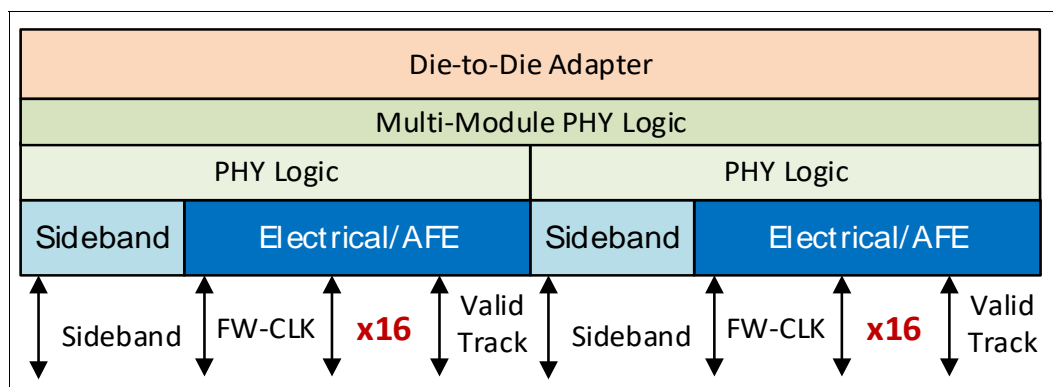 Die-to-Die Adapter
Multi-Module PHY Logic
PHY Logic PHY Logic
Sideband Electrical/AFE Sideband Electrical/AFE
Sideband FW-CLK x16 Valid Track Sideband FW-CLK x16 Valid Track